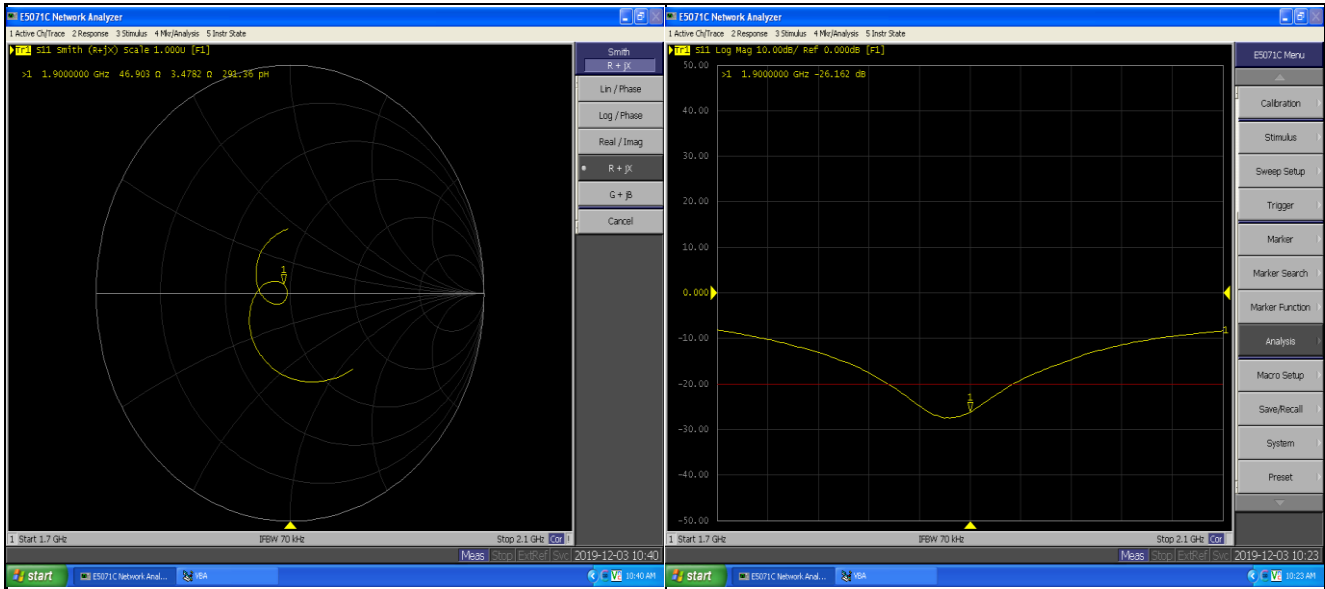 E5071C Network Analyzer
1 Active Ch/Trace 2 Response 3 Stimulus 4 Mkr/Analysis 5 Instr State
Tr1 S11 Smith (R+jX) Scale 1.000U [F1]
>1 1.9000000 GHz 46.903 Ω 3.4782 Ω 291.36 pH
1
Smith
R + jX
Lin / Phase
Log / Phase
Real / Imag
R + jX
G + jB
Cancel
1 Start 1.7 GHz IFBW 70 kHz Stop 2.1 GHz Cor !
Meas Stop ExtRef Svc 2019-12-03 10:40
start E5071C Network Anal... VBA 10:40 AM
E5071C Network Analyzer
1 Active Ch/Trace 2 Response 3 Stimulus 4 Mkr/Analysis 5 Instr State
Tr1 S11 Log Mag 10.00dB/ Ref 0.000dB [F1]
50.00
>1 1.9000000 GHz -26.162 dB
40.00
30.00
20.00
10.00
0.000
-10.00
1
-20.00
1
-30.00
-40.00
-50.00
E5071C Menu
Calibration
Stimulus
Sweep Setup
Trigger
Marker
Marker Search
Marker Function
Analysis
Macro Setup
Save/Recall
System
Preset
1 Start 1.7 GHz IFBW 70 kHz Stop 2.1 GHz Cor
Meas Stop ExtRef Svc 2019-12-03 10:23
start E5071C Network Anal... VBA 10:23 AM